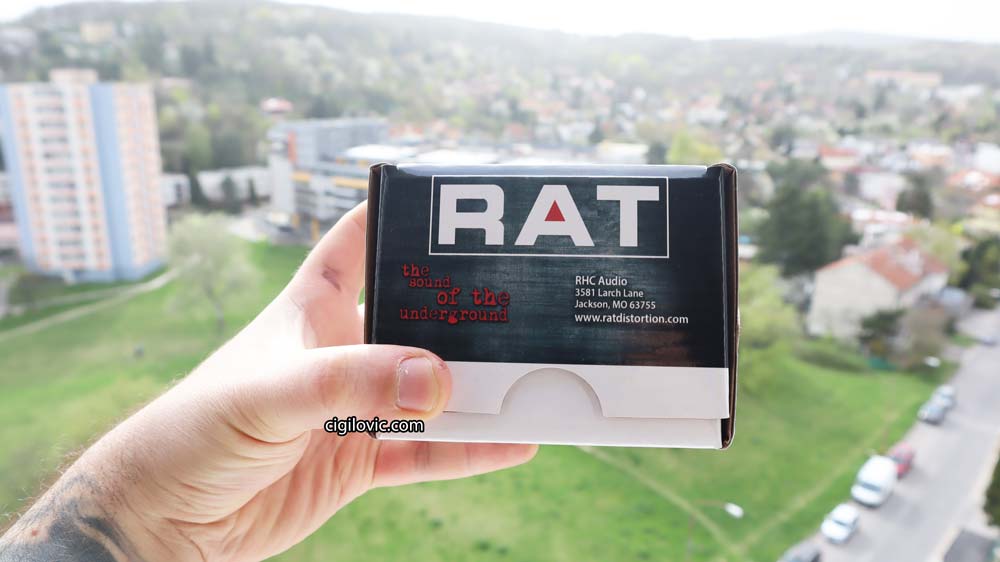 RAT
the
sound
of the
underground
RHC Audio
3581 Larch Lane
Jackson, MO 63755
www.ratdistortion.com
cigilovic.com